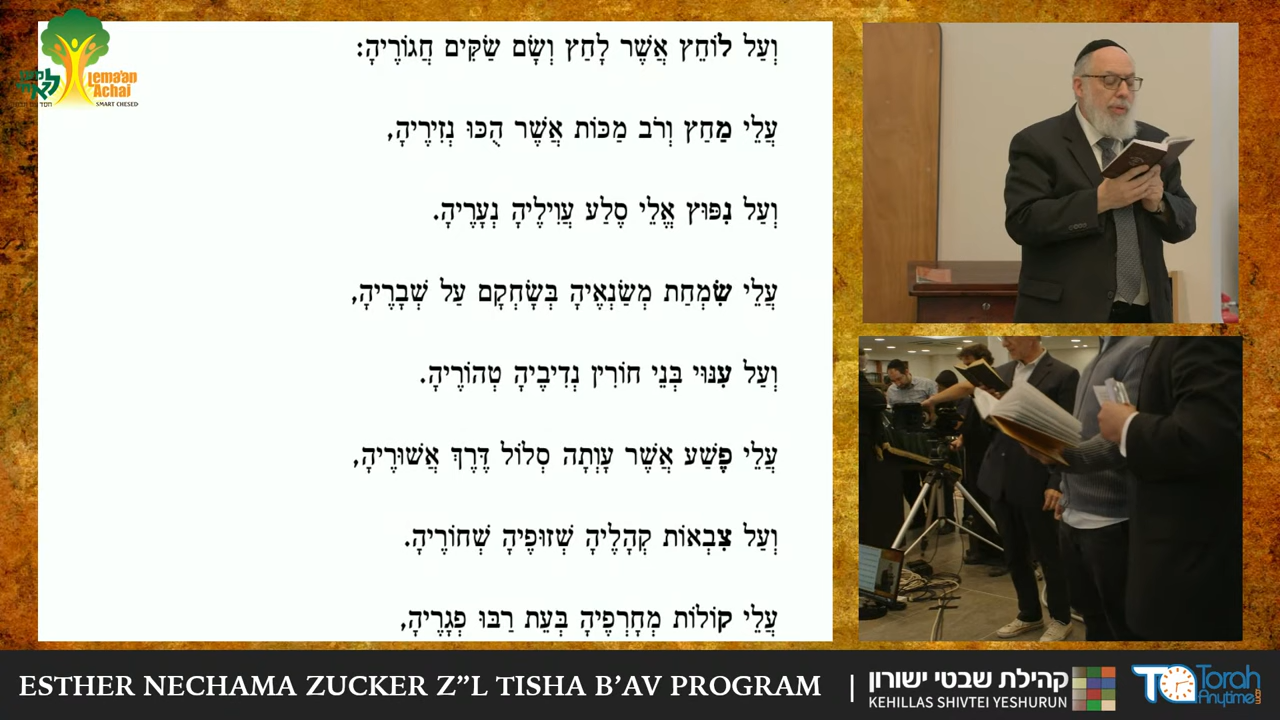 וְעַל לוֹחֵץ אֲשֶׁר לָחַץ וְשָׂם שַׂקִּים חֲגוֹרֶיהָ:
עֲלֵי מַחַץ וְרֹב מַכּוֹת אֲשֶׁר הֻכּוּ נְזִירֶיהָ,
וְעַל נִפּוּץ אֱלֵי סֶלַע עֲוִילֶיהָ נְעָרֶיהָ.
עֲלֵי שִׂמְחַת מְשַׂנְאֶיהָ בְּשָׂחְקָם עַל שְׁבָרֶיהָ,
וְעַל עִנּוּי בְּנֵי חוֹרִין נְדִיבֶיהָ טְהוֹרֶיהָ.
עֲלֵי פֶשַׁע אֲשֶׁר עָוְתָה סְלוֹל דֶּרֶךְ אֲשׁוּרֶיהָ,
וְעַל צִבְאוֹת קְהָלֶיהָ שְׁזוּפֶיהָ שְׁחוֹרֶיהָ.
עֲלֵי קוֹלוֹת מְחָרְפֶיהָ בְּעֵת רַבּוּ פְגָרֶיהָ,
Lema'an
Achai
SMART CHESED
ESTHER NECHAMA ZUCKER Z”L TISHA B’AV PROGRAM
קהילת שבטי ישורון
KEHILLAS SHIVTEI YESHURUN
TorahAnytime.com